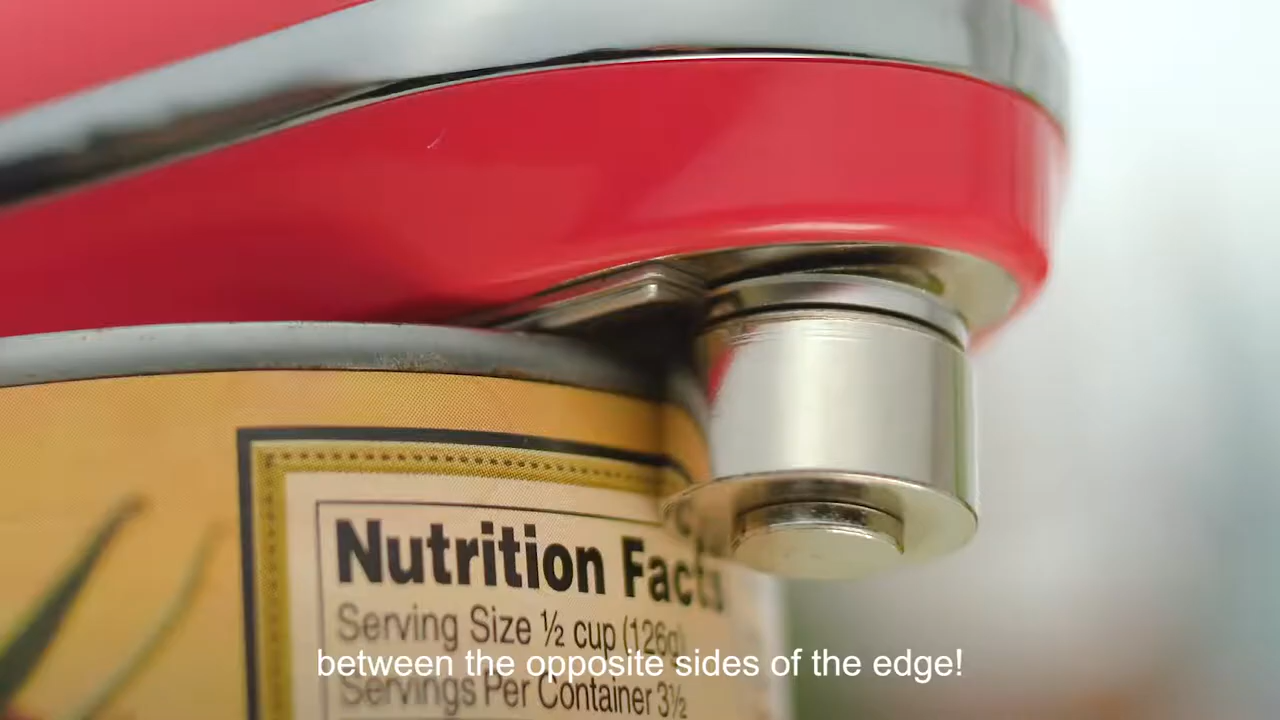 Nutrition Facts
Serving Size ½ cup (126g)
between the opposite sides of the edge!
Servings Per Container 3½